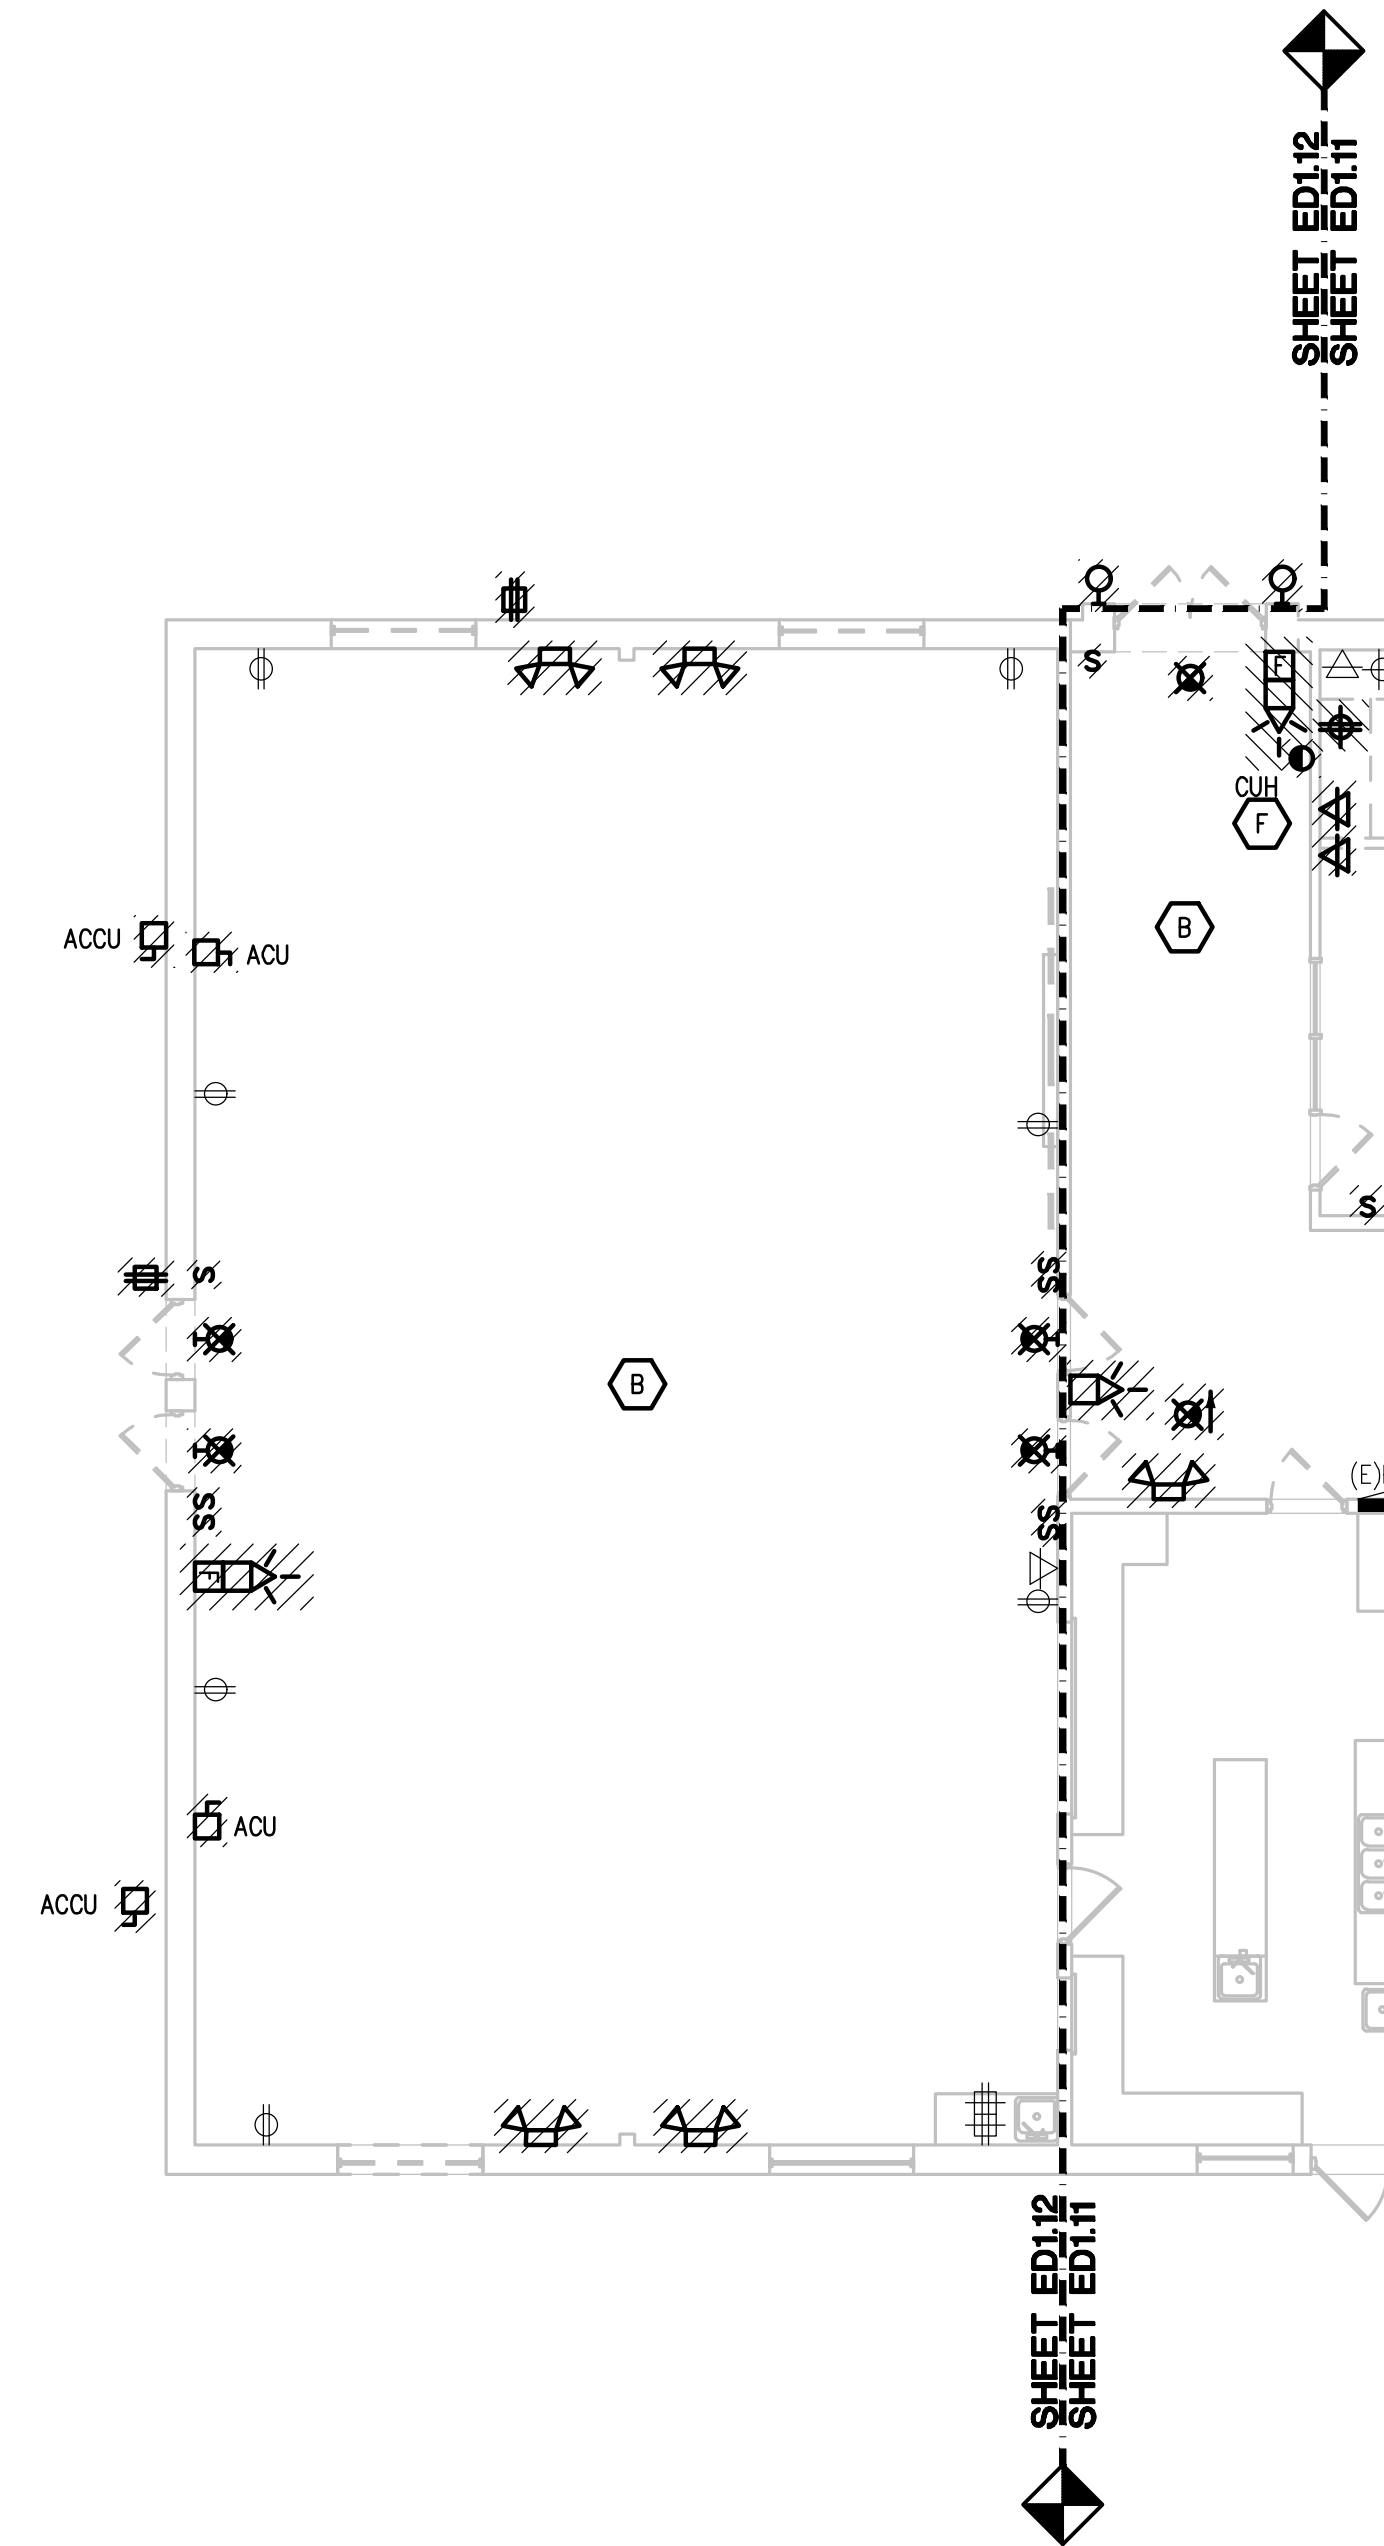 SHEET ED1.12
SHEET ED1.11
S
F
CUH
F
B
ACCU
ACU
S
S
SS
B
SS
SS
(E)
F
ACU
ACCU
SHEET ED1.12
SHEET ED1.11